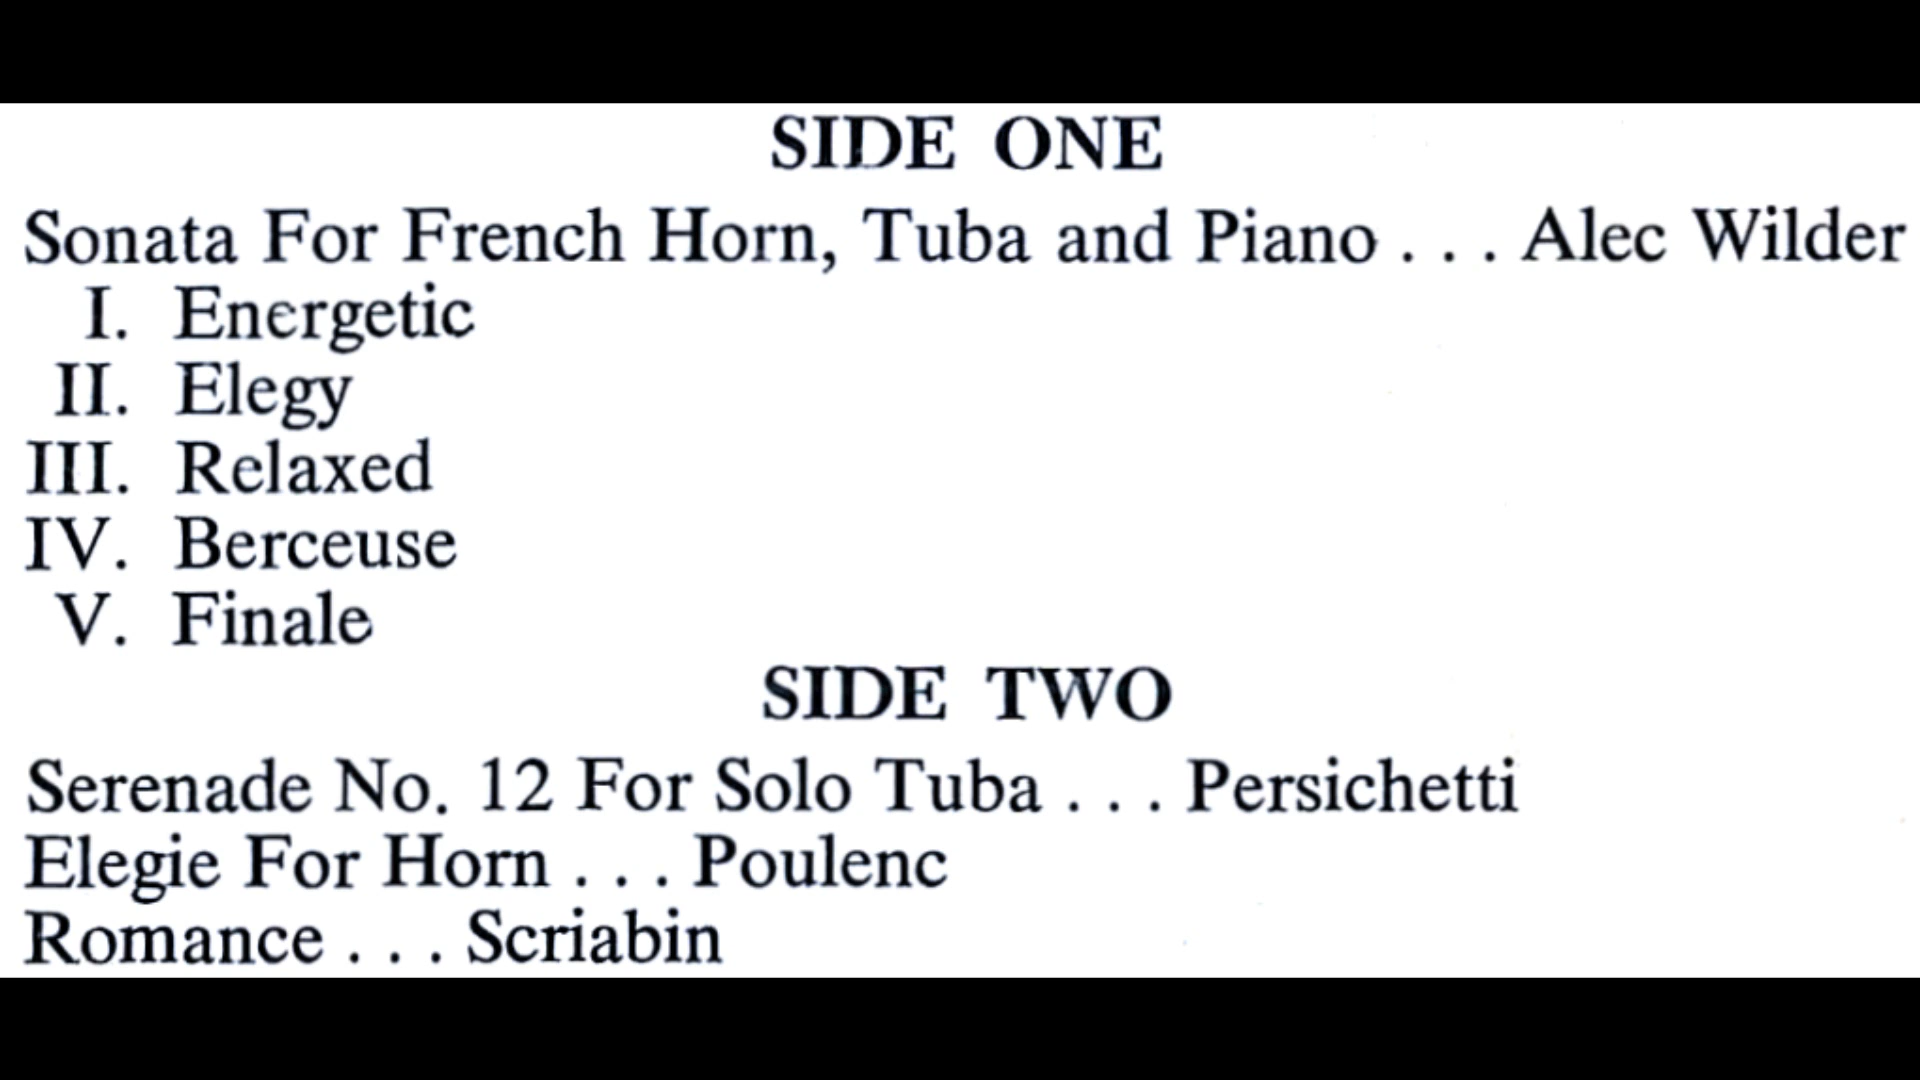 SIDE ONE
Sonata For French Horn, Tuba and Piano . . . Alec Wilder
I. Energetic
II. Elegy
III. Relaxed
IV. Berceuse
V. Finale
SIDE TWO
Serenade No. 12 For Solo Tuba . . . Persichetti
Elegie For Horn . . . Poulenc
Romance . . . Scriabin